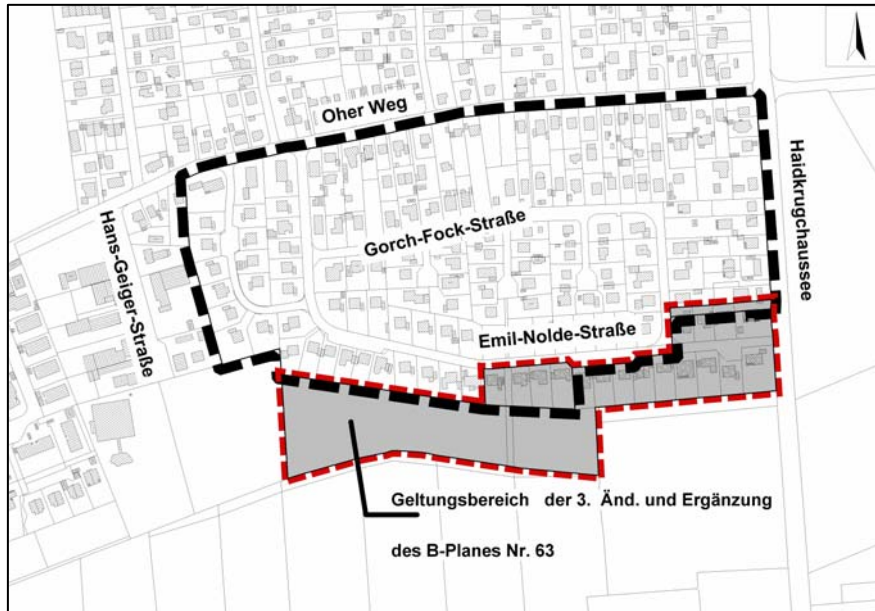 Oher Weg
Haidkrugchaussee
Hans-Geiger-Straße
Gorch-Fock-Straße
Emil-Nolde-Straße
Geltungsbereich der 3. Änd. und Ergänzung
des B-Planes Nr. 63